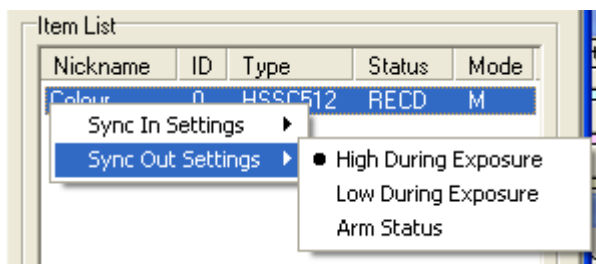 Item List
Nickname ID Type Status Mode
Colour 0 HSSC512 RECD M
Sync In Settings
Sync Out Settings
High During Exposure
Low During Exposure
Arm Status